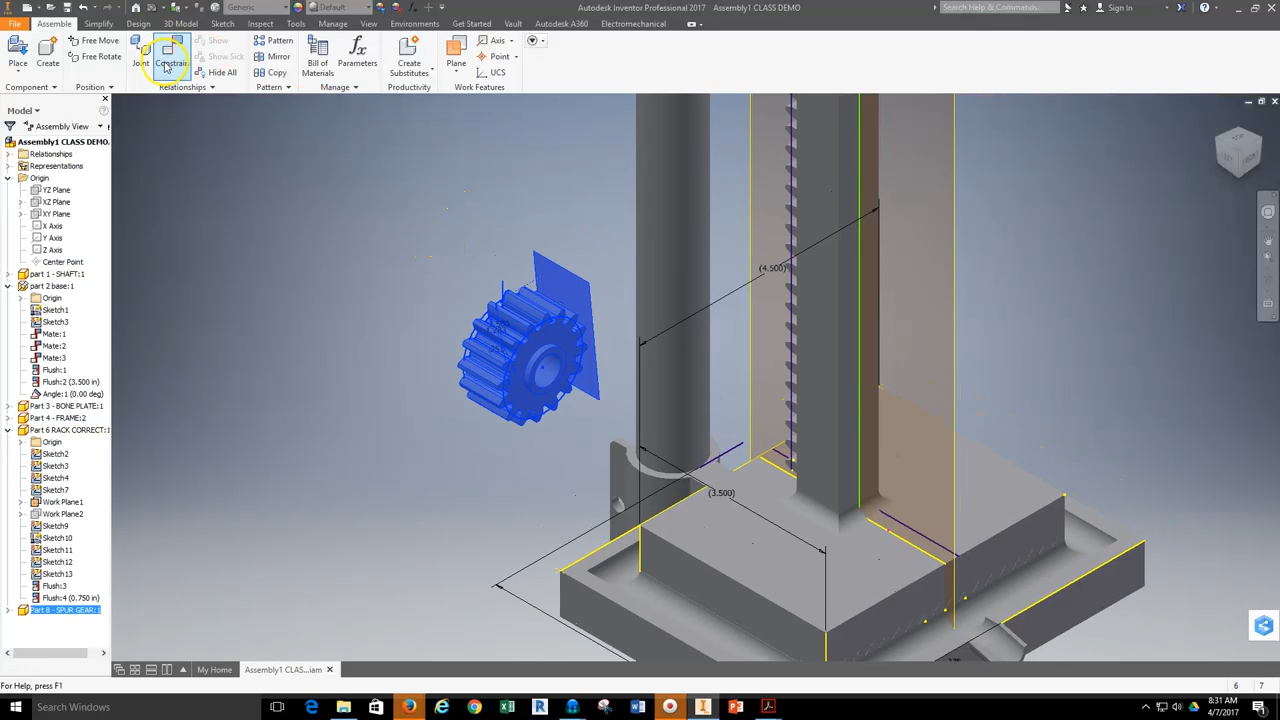 Generic
Default
Autodesk Inventor Professional 2017   Assembly1 CLASS DEMO
Search Help & Commands...
Sign In
File
Assemble
Simplify
Design
3D Model
Sketch
Inspect
Tools
Manage
View
Environments
Get Started
Vault
Autodesk A360
Electromechanical
Place
Create
Free Move
Free Rotate
Joint
Constrain
Show
Show Sick
Hide All
Pattern
Mirror
Copy
Bill of Materials
Parameters
Create Substitutes
Plane
Axis
Point
UCS
Component
Position
Relationships
Pattern
Manage
Productivity
Work Features
Model
Assembly View
Assembly1 CLASS DEMO.
Relationships
Representations
Origin
YZ Plane
XZ Plane
XY Plane
X Axis
Y Axis
Z Axis
Center Point
part 1 - SHAFT:1
part 2 base:1
Origin
Sketch1
Sketch3
Mate:1
Mate:2
Mate:3
Flush:1
Flush:2 (3.500 in)
Angle:1 (0.00 deg)
Part 3 - BONE PLATE:1
Part 4 - FRAME:2
Part 6 RACK CORRECT:1
Origin
Sketch2
Sketch3
Sketch4
Sketch7
Work Plane1
Work Plane2
Sketch9
Sketch10
Sketch11
Sketch12
Sketch13
Flush:3
Flush:4 (0.750 in)
Part 8 - SPUR GEAR:1
(4.500)
(3.500)
TOP
My Home
Assembly1 CLAS...iam
For Help, press F1
6
7
Search Windows
8:31 AM
4/7/2017